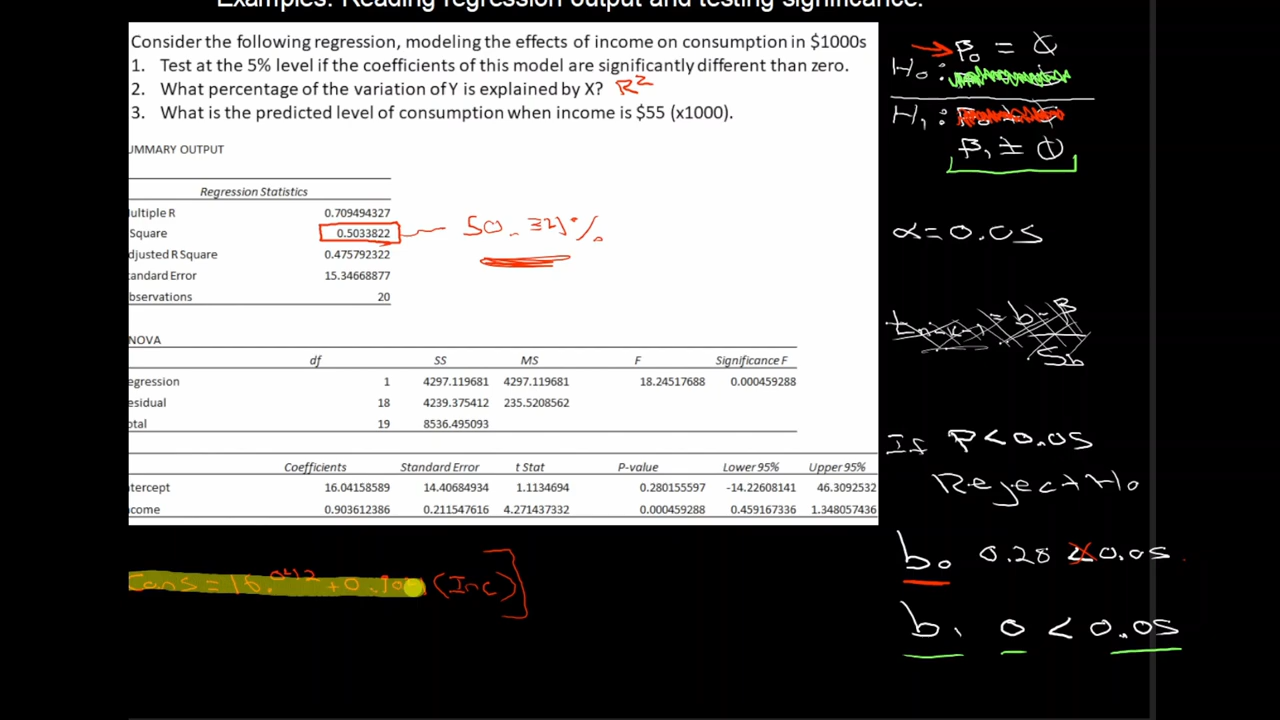 Examples: Reading regression output and testing significance.
Consider the following regression, modeling the effects of income on consumption in $1000s
1. Test at the 5% level if the coefficients of this model are significantly different than zero.
2. What percentage of the variation of Y is explained by X? R²
3. What is the predicted level of consumption when income is $55 (x1000).
UMMARY OUTPUT
Regression Statistics
ultiple R 0.709494327
Square 0.5033822 50.34%
djusted R Square 0.475792322
tandard Error 15.34668877
bservations 20
NOVA
df SS MS F Significance F
egression 1 4297.119681 4297.119681 18.24517688 0.000459288
esidual 18 4239.375412 235.5208562
otal 19 8536.495093
Coefficients Standard Error t Stat P-value Lower 95% Upper 95%
ntercept 16.04158589 14.40684934 1.1134694 0.280155597 -14.22608141 46.3092532
ncome 0.903612386 0.211547616 4.271437332 0.000459288 0.459167336 1.348057436
Cons = 16.042 + 0. (Inc)
H₀: β₀ = 0
H₁:
β₁ ≠ 0
α=0.05
= b-β
Sb
If P<0.05
Reject H₀
b₀ 0.28 < 0.05
b₁ 0 < 0.05